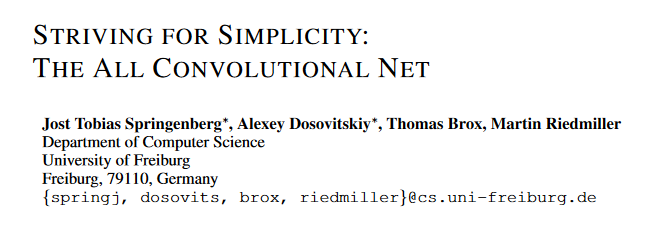 STRIVING FOR SIMPLICITY:
THE ALL CONVOLUTIONAL NET
Jost Tobias Springenberg*, Alexey Dosovitskiy*, Thomas Brox, Martin Riedmiller
Department of Computer Science
University of Freiburg
Freiburg, 79110, Germany
{springj, dosovits, brox, riedmiller}@cs.uni-freiburg.de